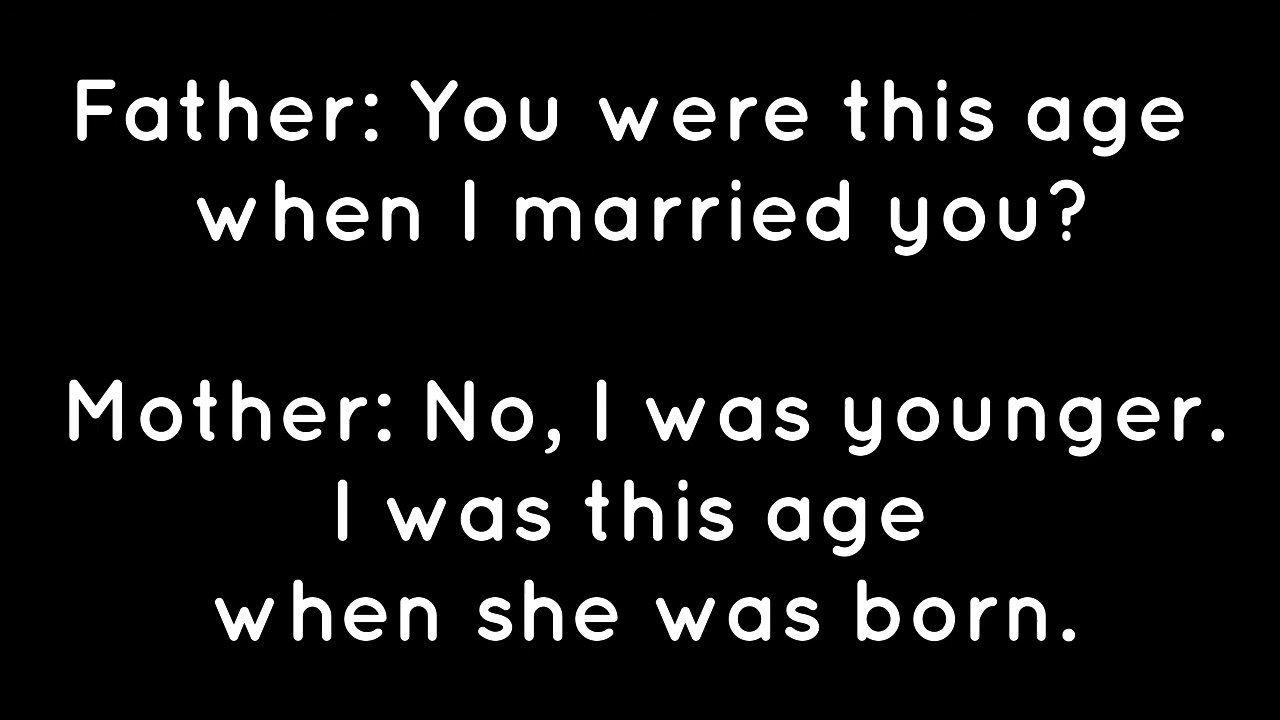 Father: You were this age
when I married you?
Mother: No, I was younger.
I was this age
when she was born.